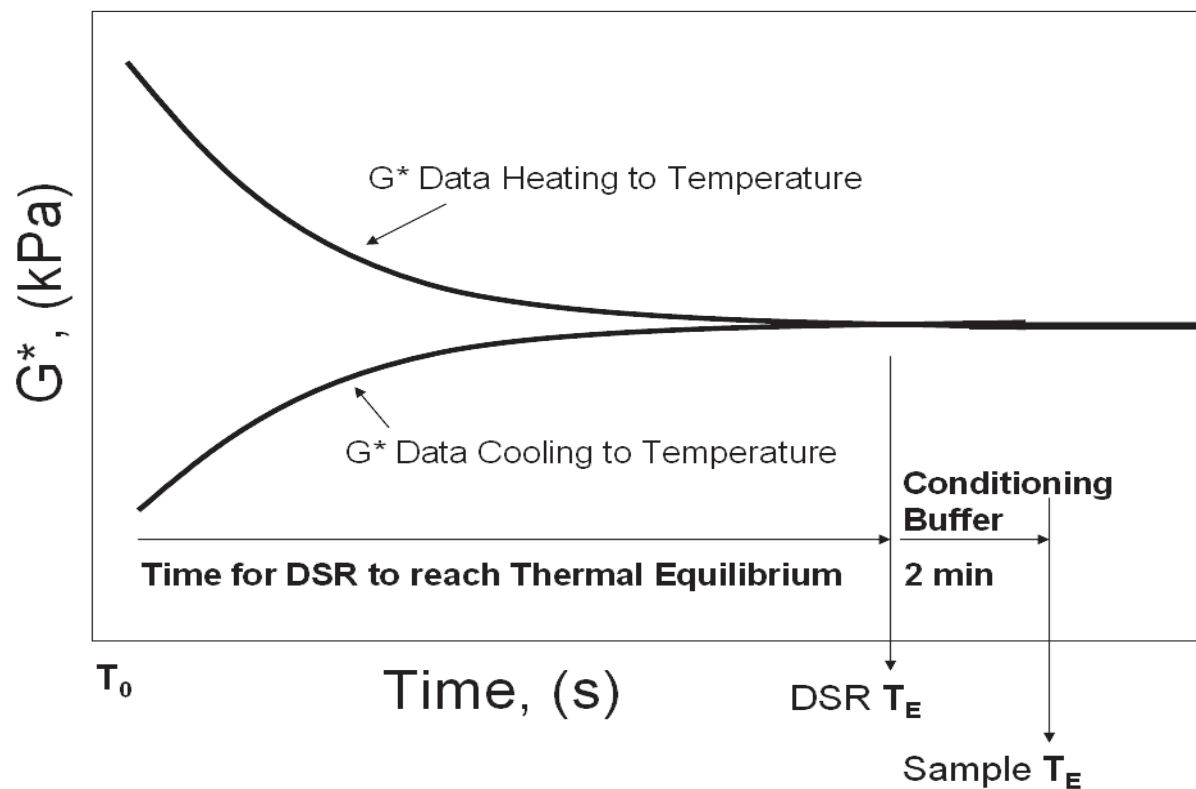 G*, (kPa)
G* Data Heating to Temperature
G* Data Cooling to Temperature
Conditioning
Buffer
Time for DSR to reach Thermal Equilibrium
2 min
T0
Time, (s)
DSR TE
Sample TE